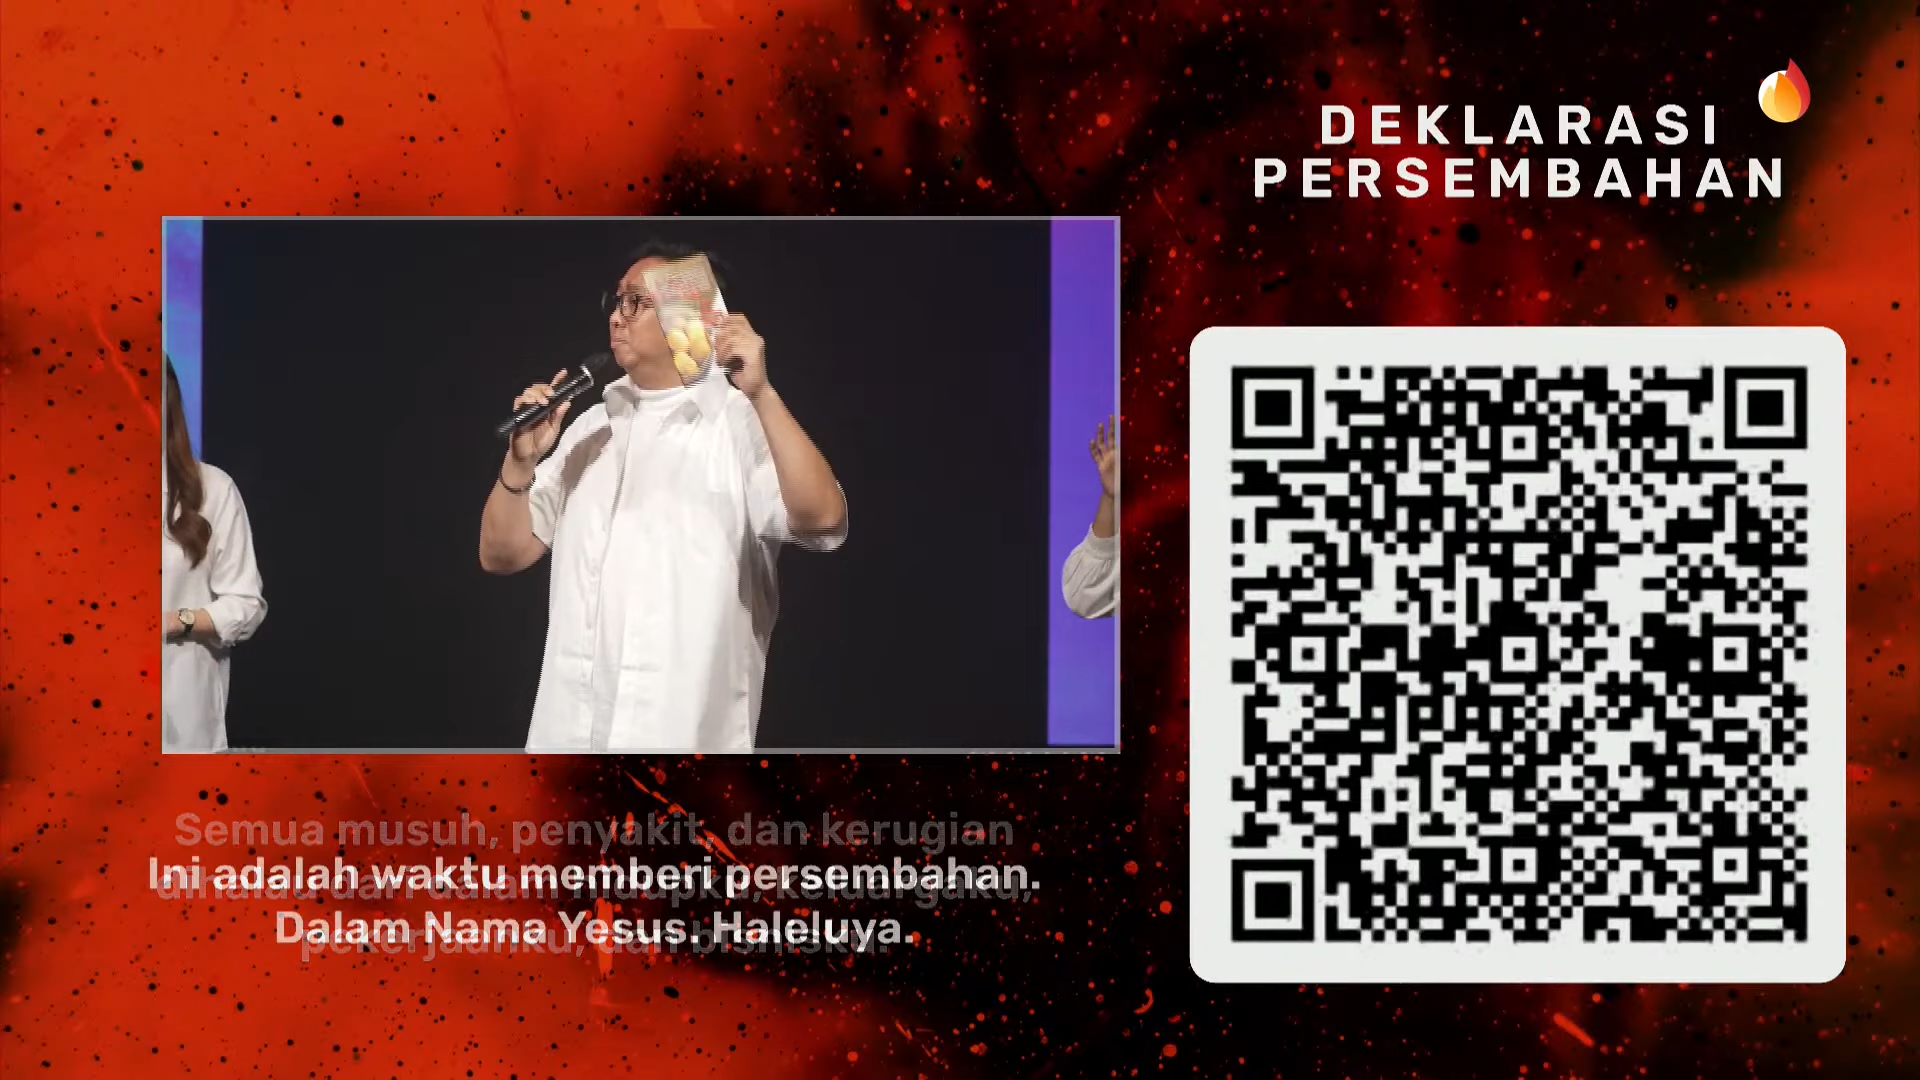 DEKLARASI
PERSEMBAHAN
Semua musuh, penyakit, dan kerugian
Ini adalah waktu memberi persembahan.
Dalam Nama Yesus. Haleluya.